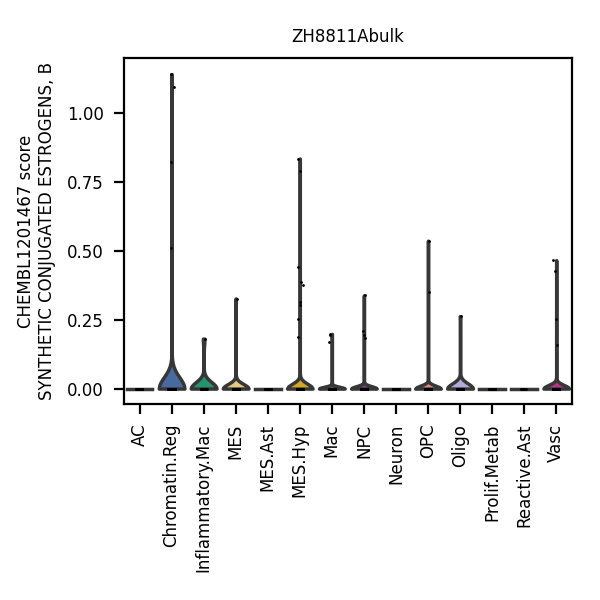 ZH8811Abulk
CHEMBL1201467 score
SYNTHETIC CONJUGATED ESTROGENS, B
1.00
0.75
0.50
0.25
0.00
AC
Chromatin.Reg
Inflammatory.Mac
MES
MES.Ast
MES.Hyp
Mac
NPC
Neuron
OPC
Oligo
Prolif.Metab
Reactive.Ast
Vasc